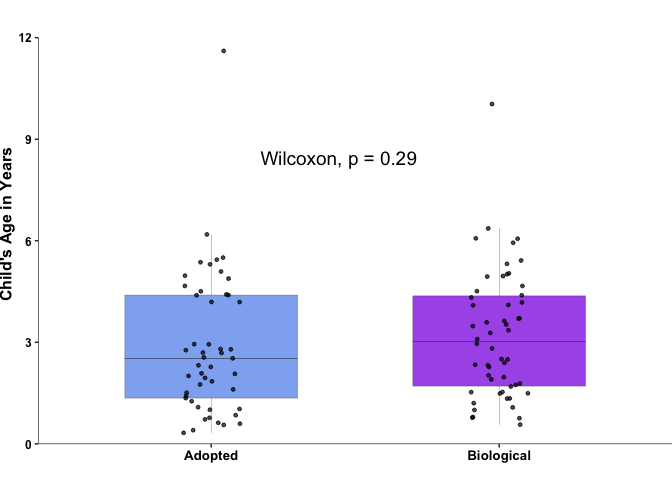 12
9
6
3
0
Child's Age in Years
Wilcoxon, p = 0.29
Adopted
Biological